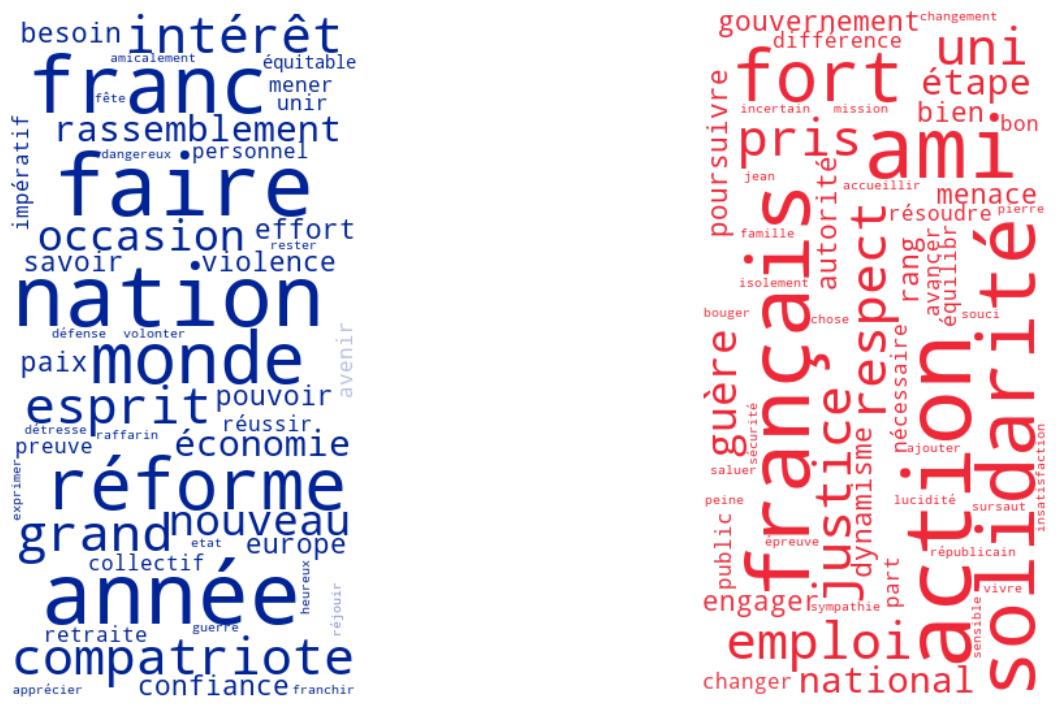 besoin intérêt
amicalement
franc équitable
fête mener
unir
rassemblement
impératif
dangereux personnel
faire
occasion effort
rester
savoir violence
nation
défense volonter
paix monde avenir
esprit pouvoir
détresse raffarin réussir
preuve économie
exprimer
réforme
grand nouveau
etat europe
collectif
année heureux réjouir
guerre
retraite
compatriote
apprécier confiance franchir
gouvernement changement
différence uni
fort étape
poursuivre
incertain mission bien bon
pris ami
jean autorité accueillir menace
résoudre pierre
français respect solidarité
famille rang avancer équilibr
isolement
bouger chose souci
guère nécessaire action
justice
sécurité
saluer dynamisme ajouter insatisfaction
peine lucidité sursaut
public épreuve républicain
part vivre
engager sympathie sensible
emploi
changer national